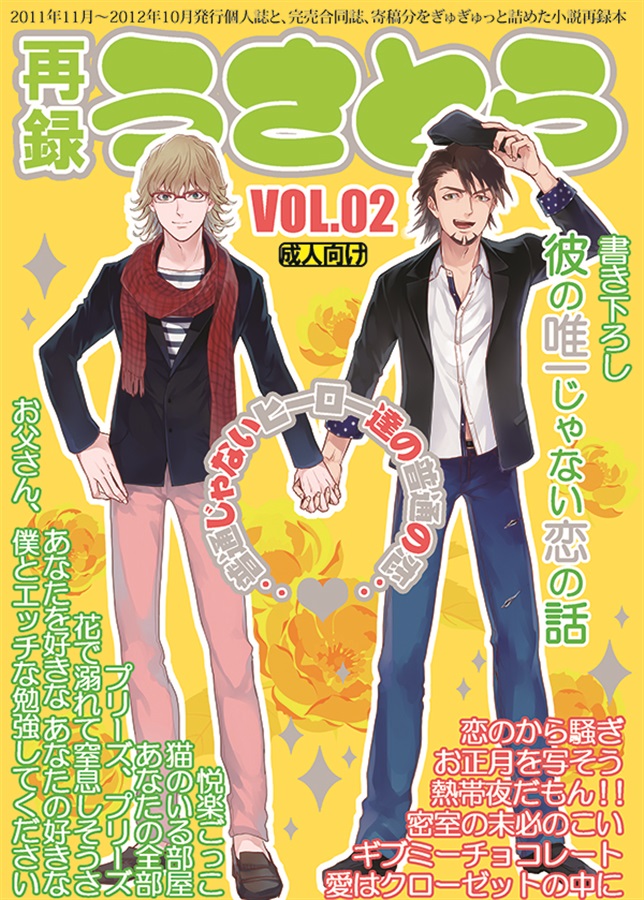 2011年11月～2012年10月発行個人誌と、完売合同誌、寄稿分をぎゅぎゅっと詰めた小説再録本
再録
うさとら
VOL.02
成人向け
書き下ろし
彼の唯一じゃない恋の話
普通じゃないヒーロー達の普通の恋…
お父さん、僕とエッチな勉強してください
あなたを好きなあなたの好きな
花で溺れて窒息しそうさ
プリーズ、プリーズ
あなたの全部
猫のいる部屋
悦楽ごっこ
恋のから騒ぎ
お正月を写そう
熱帯夜だもん!!
密室の未必のこい
ギブミーチョコレート
愛はクローゼットの中に